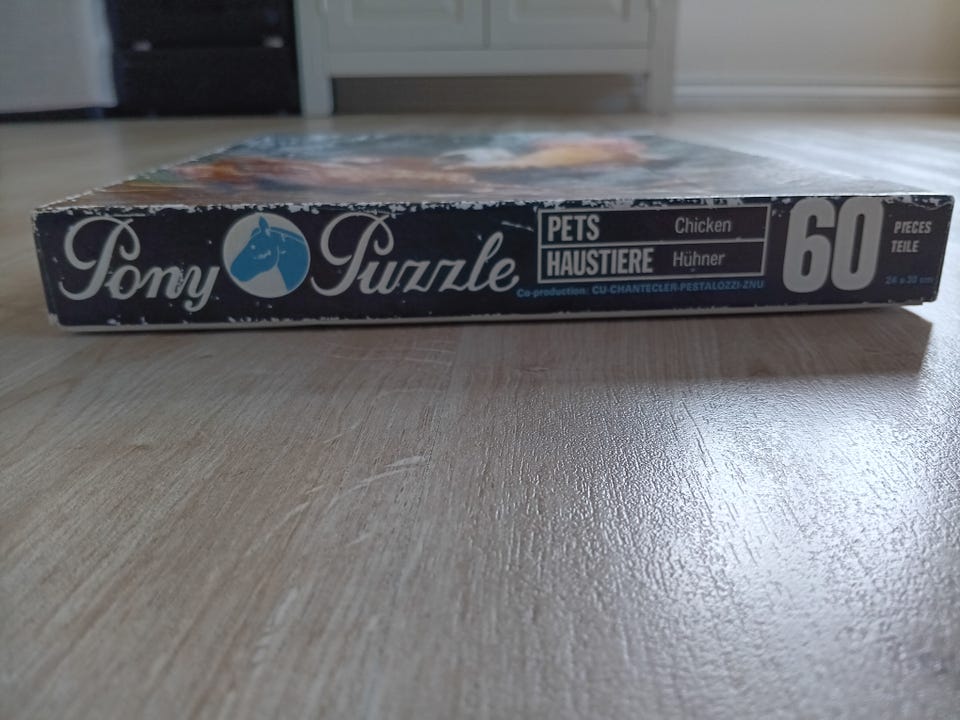 Pony Puzzle
PETS Chicken
HAUSTIERE Hühner
Co-production: CU-CHANTECLER-PESTALOZZI-ZNU
60
PIECES
TEILE
24 x 30 cm